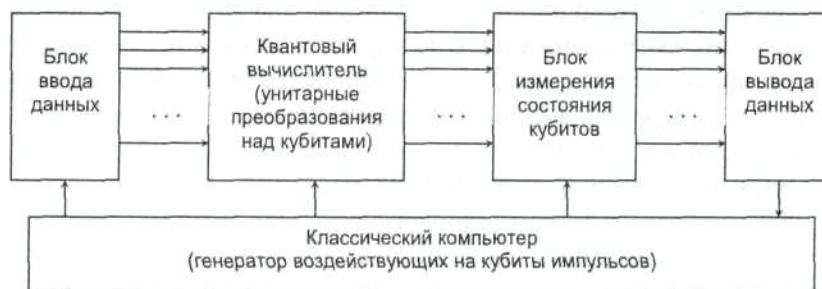 Блок
ввода
данных
Квантовый
вычислитель
(унитарные
преобразования
над кубитами)
Блок
измерения
состояния
кубитов
Блок
вывода
данных
. . .
. . .
. . .
Классический компьютер
(генератор воздействующих на кубиты импульсов)